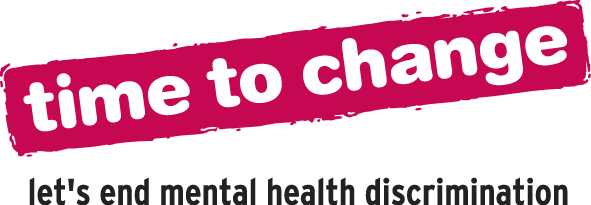 time to change
let's end mental health discrimination